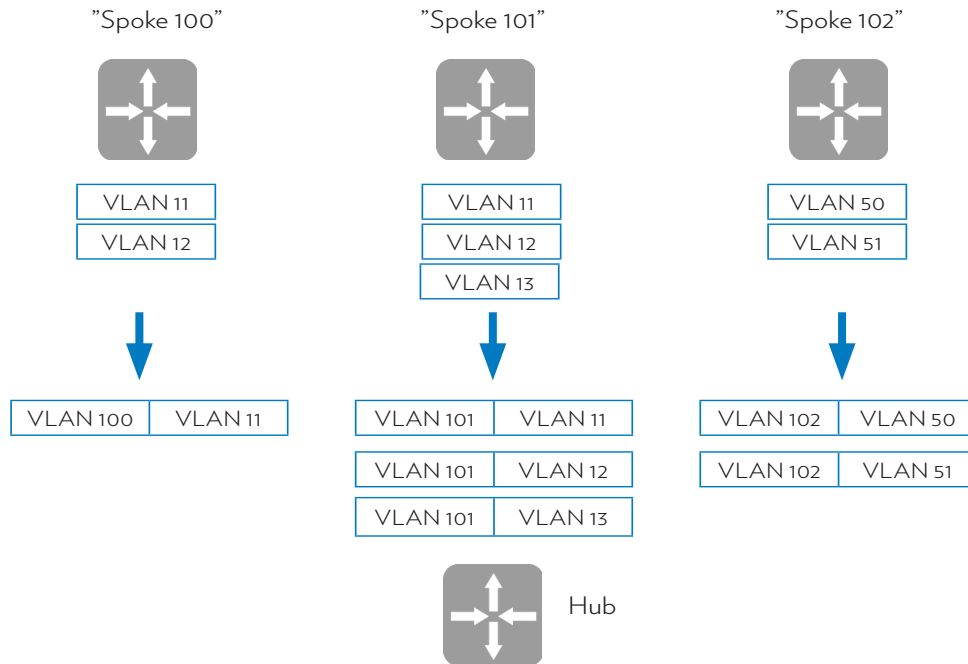 ”Spoke 100”
”Spoke 101”
”Spoke 102”
VLAN 11
VLAN 12
VLAN 11
VLAN 12
VLAN 13
VLAN 50
VLAN 51
VLAN 100 VLAN 11
VLAN 101 VLAN 11
VLAN 101 VLAN 12
VLAN 101 VLAN 13
VLAN 102 VLAN 50
VLAN 102 VLAN 51
Hub